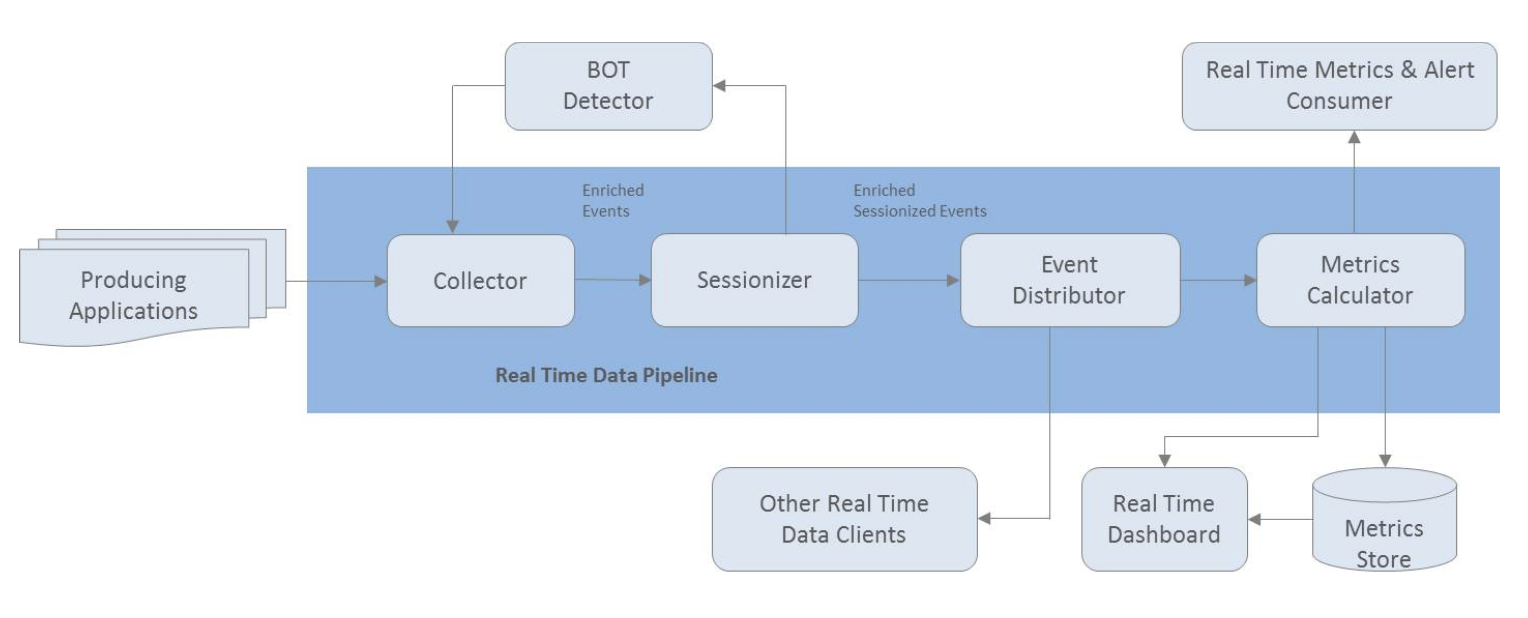 BOT
Detector
Real Time Metrics & Alert
Consumer
Enriched
Events
Enriched
Sessionized Events
Producing
Applications
Collector
Sessionizer
Event
Distributor
Metrics
Calculator
Real Time Data Pipeline
Other Real Time
Data Clients
Real Time
Dashboard
Metrics
Store